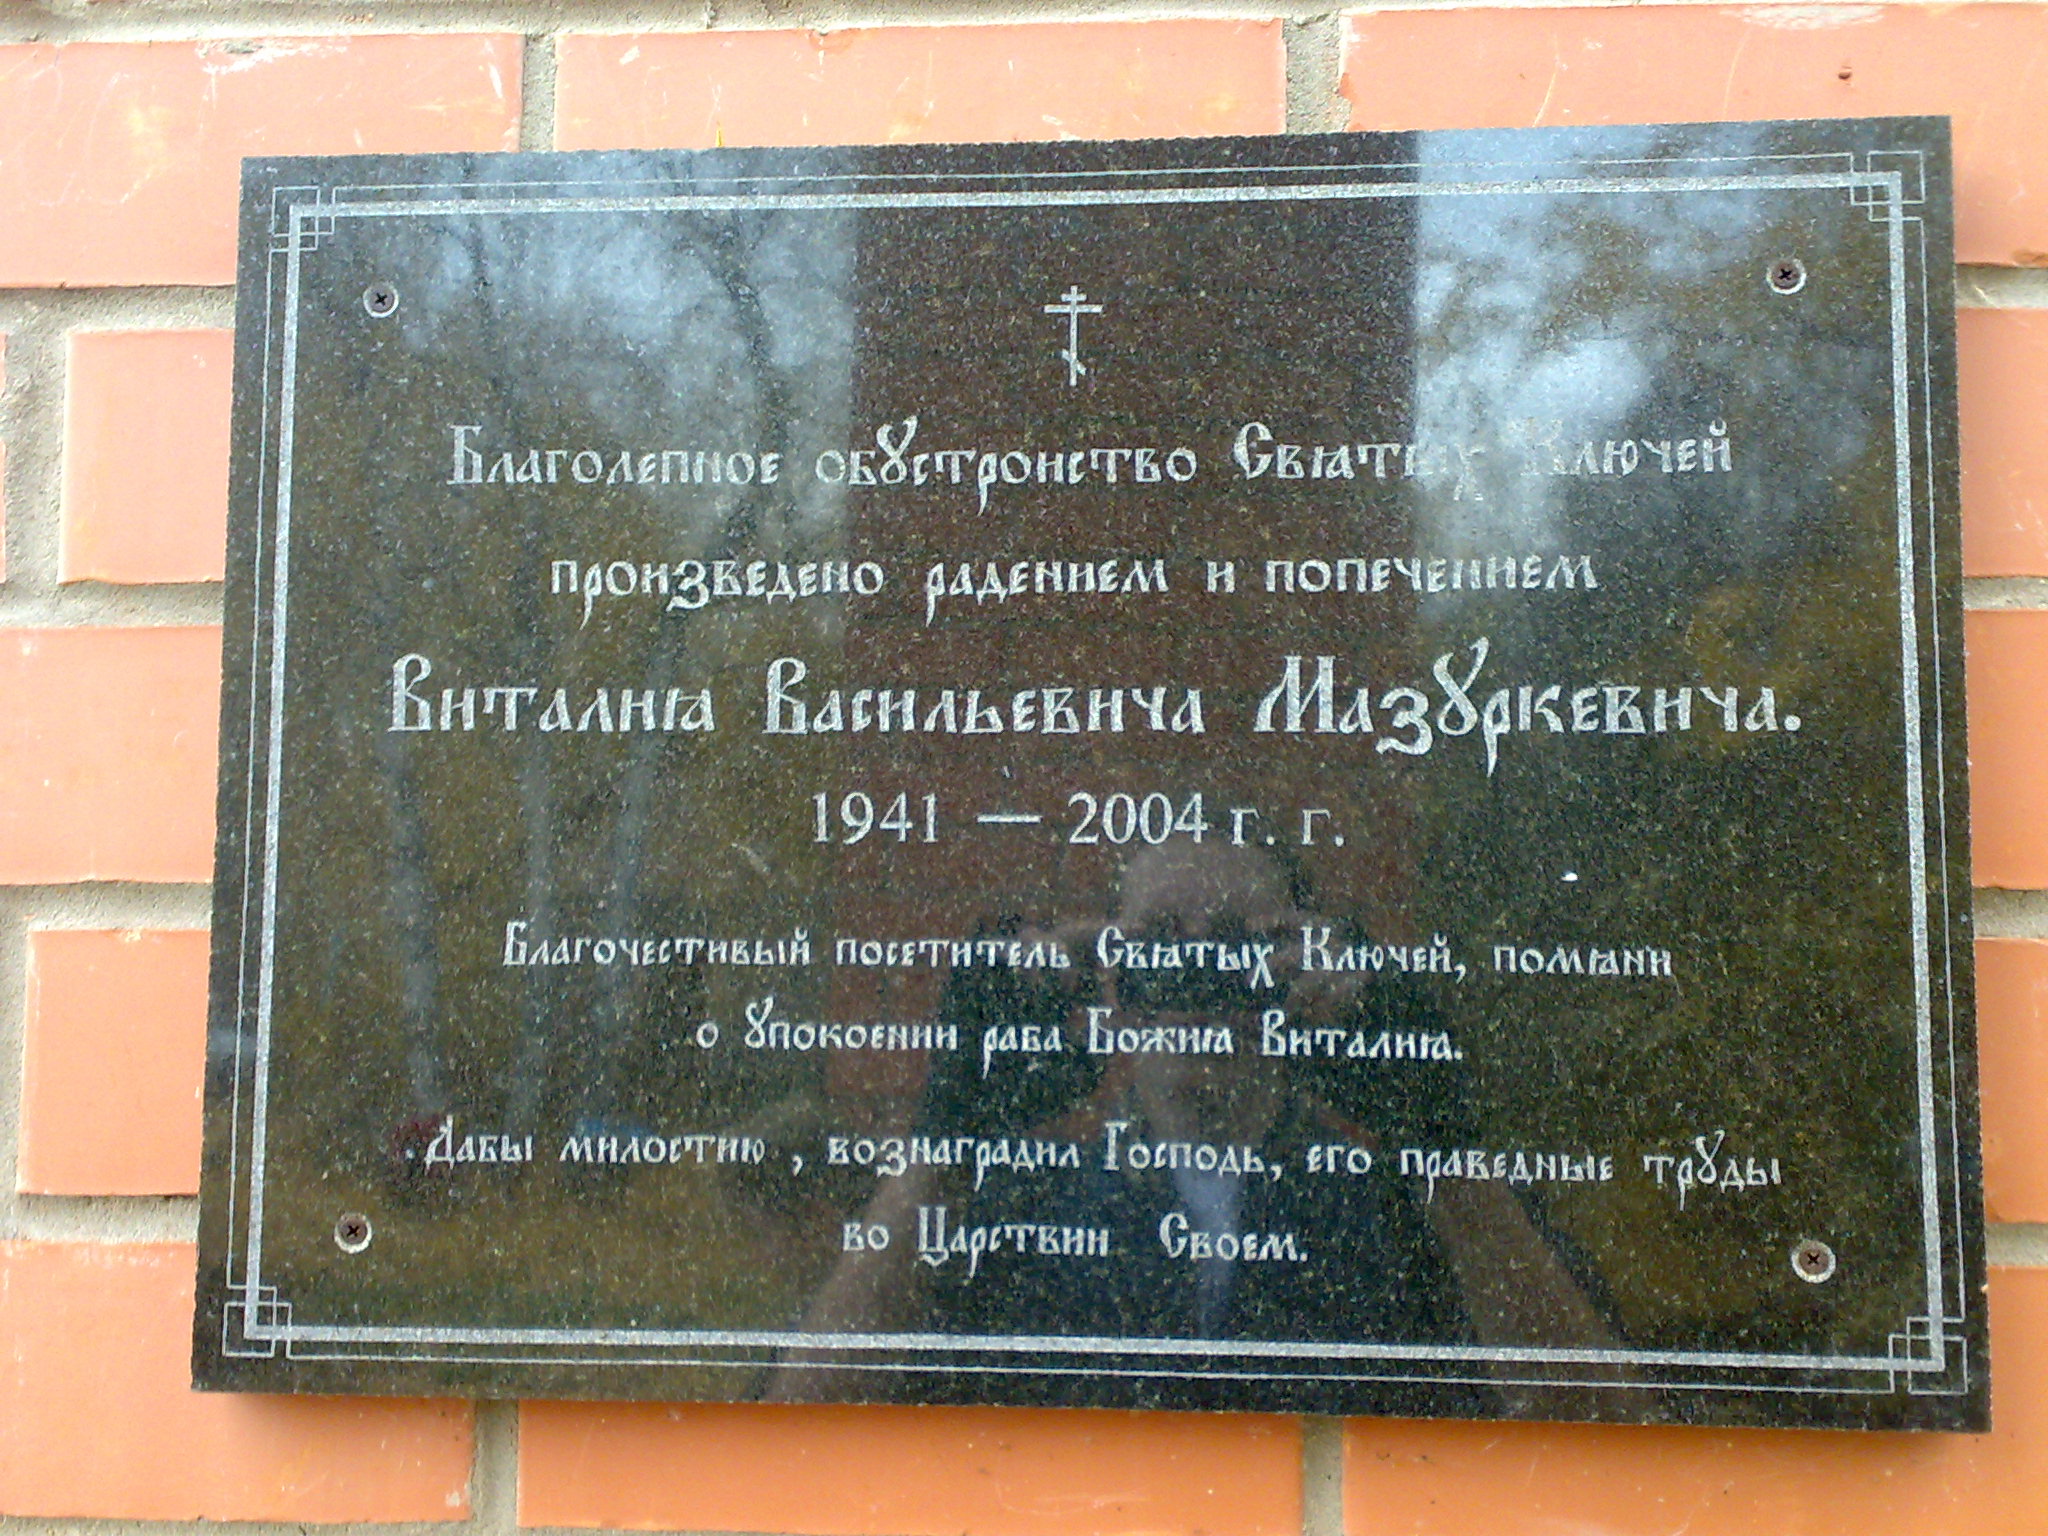 Благолепное обустроиство Святых Ключей
произведено радением и попечением
Виталия Васильевича Мазуркевича.
1941 — 2004 г. г.
Благочестивый посетитель Святых Ключей, помяни
о упокоении раба Божия Виталия.
Дабы милостию , вознаградил Господь, его праведные труды
во Царствии Своем.